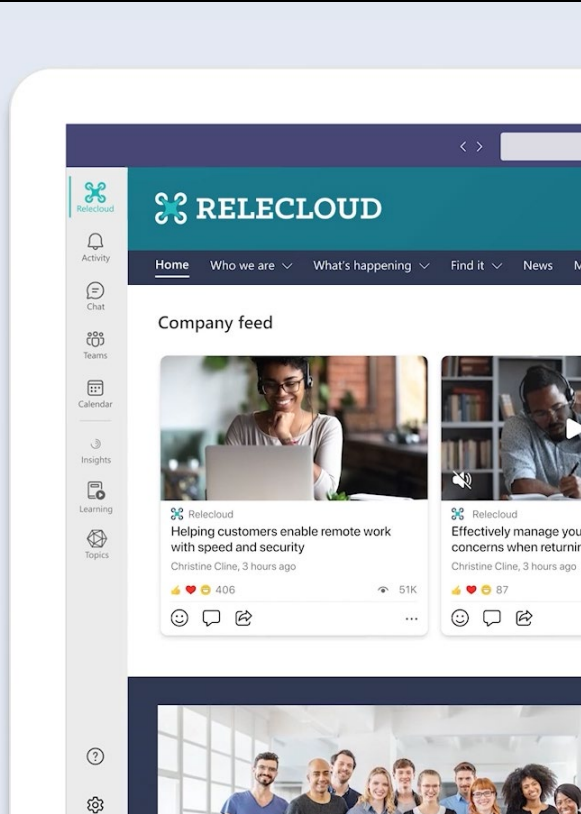 Relecloud
Activity
Chat
Teams
Calendar
Insights
Learning
Topics
RELECLOUD
Home Who we are What's happening Find it News M
Company feed
Relecloud
Helping customers enable remote work
with speed and security
Christine Cline, 3 hours ago
406 51K
Relecloud
Effectively manage you
concerns when returnin
Christine Cline, 3 hours ago
87